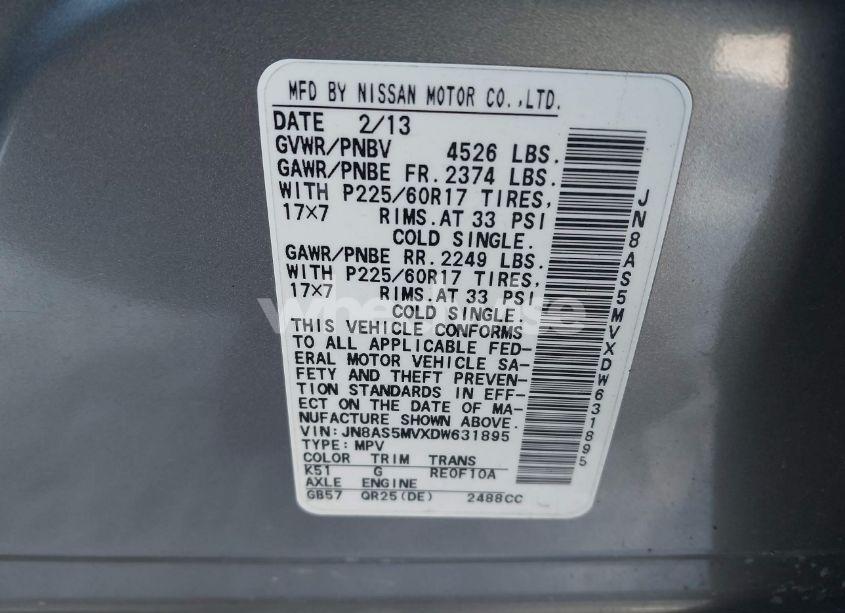 MFD BY NISSAN MOTOR CO.,LTD.
DATE 2/13
GVWR/PNBV 4526 LBS.
GAWR/PNBE FR. 2374 LBS.
WITH P225/60R17 TIRES,
17×7 RIMS.AT 33 PSI
COLD SINGLE.
GAWR/PNBE RR. 2249 LBS.
WITH P225/60R17 TIRES,
17×7 RIMS.AT 33 PSI
COLD SINGLE.
THIS VEHICLE CONFORMS
TO ALL APPLICABLE FED-
ERAL MOTOR VEHICLE SA-
FETY AND THEFT PREVEN-
TION STANDARDS IN EFF-
ECT ON THE DATE OF MA-
NUFACTURE SHOWN ABOVE.
VIN: JN8AS5MVXDW631895
TYPE: MPV
COLOR TRIM TRANS
K51 G RE0F10A
AXLE ENGINE
GB57 QR25(DE) 2488CC
JN8AS5MVXDW631895